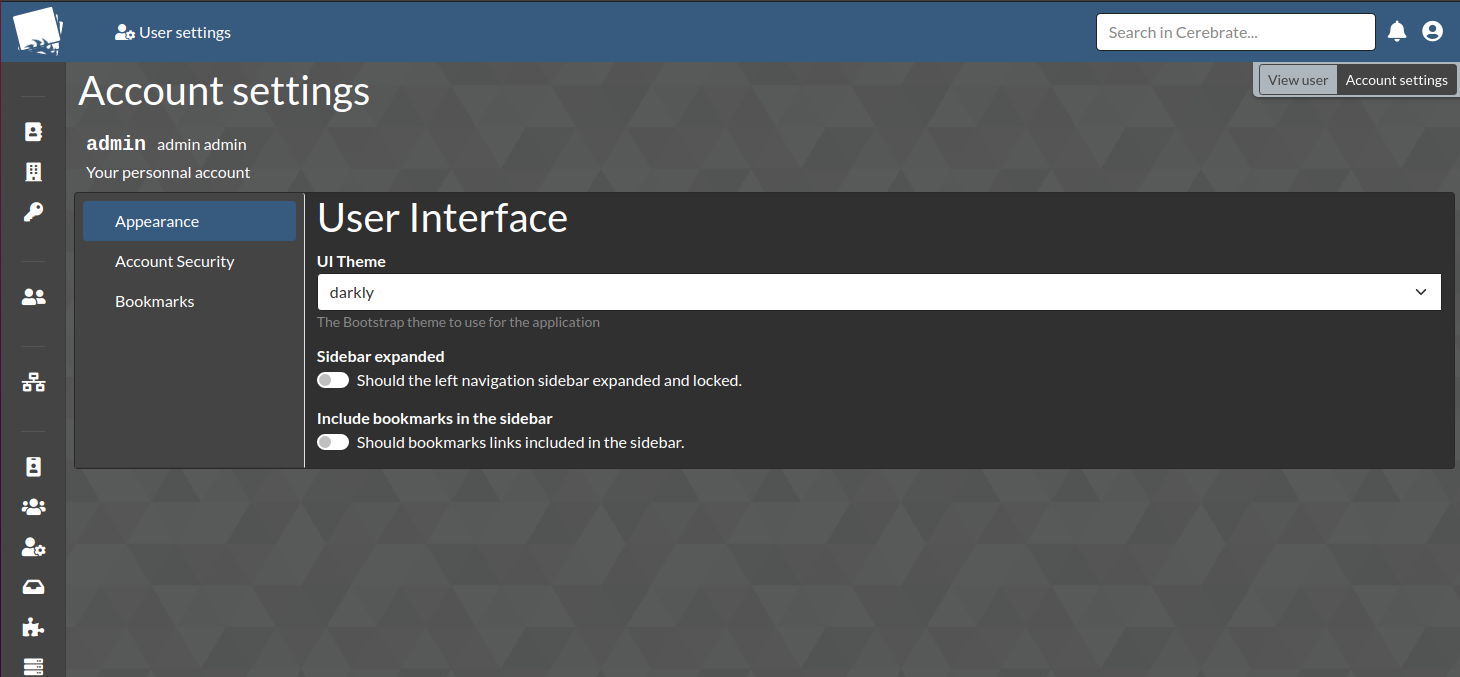 User settings
Search in Cerebrate...
View user
Account settings
Account settings
admin admin admin
Your personnal account
Appearance
Account Security
Bookmarks
User Interface
UI Theme
darkly
The Bootstrap theme to use for the application
Sidebar expanded
Should the left navigation sidebar expanded and locked.
Include bookmarks in the sidebar
Should bookmarks links included in the sidebar.